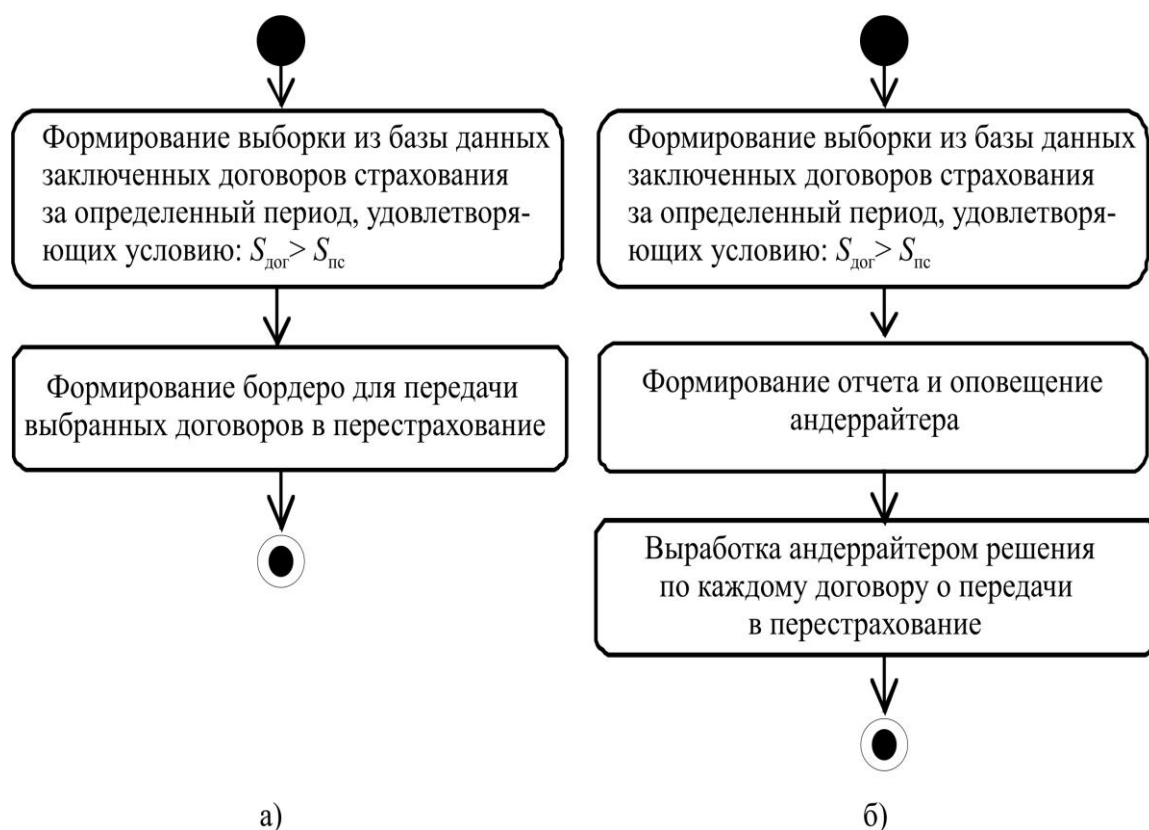 Формирование выборки из базы данных
заключенных договоров страхования
за определенный период, удовлетворя-
ющих условию: Sдог> Sпс
Формирование бордеро для передачи
выбранных договоров в перестрахование
а)
Формирование выборки из базы данных
заключенных договоров страхования
за определенный период, удовлетворя-
ющих условию: Sдог> Sпс
Формирование отчета и оповещение
андеррайтера
Выработка андеррайтером решения
по каждому договору о передачи
в перестрахование
б)